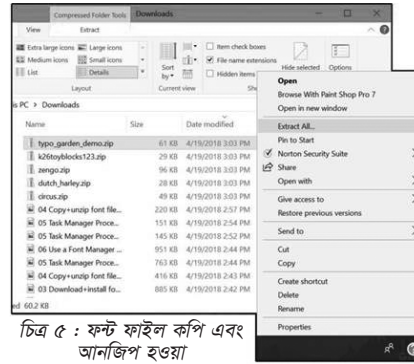 Compressed Folder Tools Downloads
View Extract
Extra large icons Large icons
Medium icons Small icons
List Details
Layout
Sort by
Current view
Item check boxes
File name extensions
Hidden items
Hide selected
Options
is PC > Downloads
Name Size Date modified
typo_garden_demo.zip 61 KB 4/19/2018 3:03 PM
k26toyblocks123.zip 29 KB 4/19/2018 3:03 PM
zengo.zip 96 KB 4/19/2018 3:03 PM
dutch_harley.zip 28 KB 4/19/2018 3:03 PM
circus.zip 49 KB 4/19/2018 3:03 PM
04 Copy+unzip font file... 220 KB 4/19/2018 2:57 PM
05 Task Manager Proce... 151 KB 4/19/2018 2:54 PM
05 Task Manager Proce... 145 KB 4/19/2018 2:52 PM
06 Use a Font Manager ... 951 KB 4/19/2018 2:44 PM
05 Task Manager Proce... 763 KB 4/19/2018 2:44 PM
04 Copy+unzip font file... 416 KB 4/19/2018 2:43 PM
03 Download+install fo... 885 KB 4/19/2018 2:42 PM
ed 60.2 KB
Open
Browse With Paint Shop Pro 7
Open in new window
Extract All...
Pin to Start
Norton Security Suite
Share
Open with
Give access to
Restore previous versions
Send to
Cut
Copy
Create shortcut
Delete
Rename
Properties
চিত্র ৫ : ফন্ট ফাইল কপি এবং
আনজিপ হওয়া